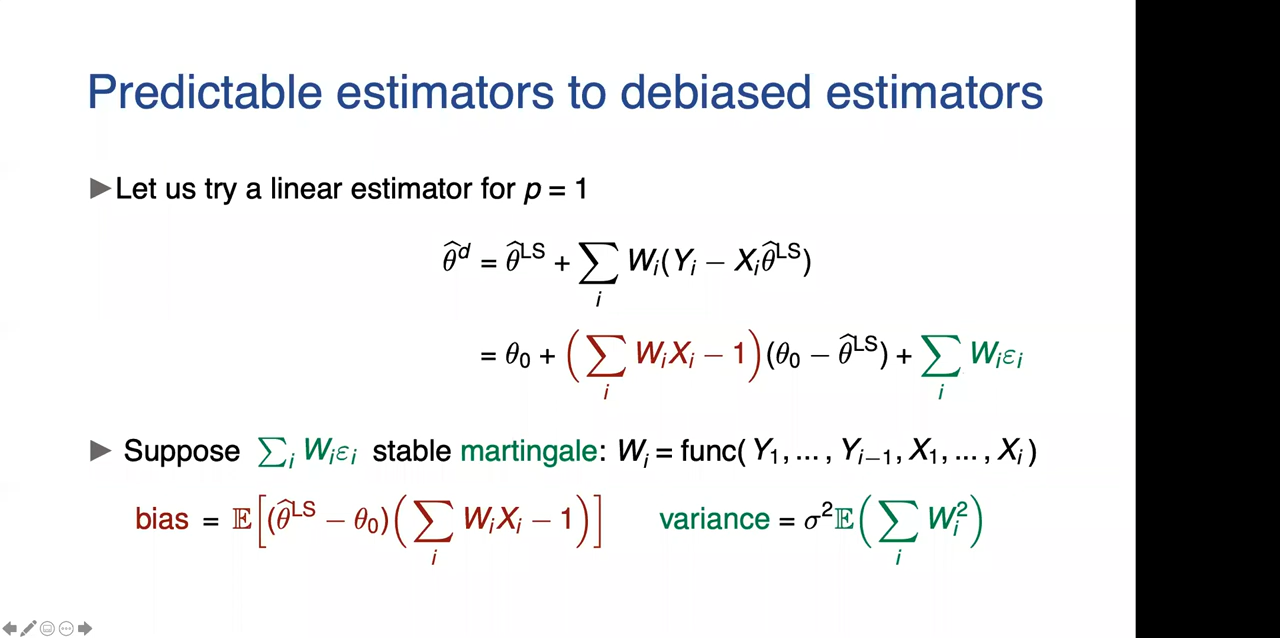 Predictable estimators to debiased estimators
▶Let us try a linear estimator for p = 1
θ̂ᵈ = θ̂ᴸˢ + ∑ᵢ Wᵢ(Yᵢ − Xᵢθ̂ᴸˢ)
= θ₀ + (∑ᵢ WᵢXᵢ − 1)(θ₀ − θ̂ᴸˢ) + ∑ᵢ Wᵢεᵢ
▶ Suppose ∑ᵢ Wᵢεᵢ stable martingale: Wᵢ = func( Y₁, ... , Yᵢ₋₁, X₁, ... , Xᵢ )
bias = 𝔼[(θ̂ᴸˢ − θ₀)(∑ᵢ WᵢXᵢ − 1)] variance = σ²𝔼(∑ᵢ Wᵢ²)